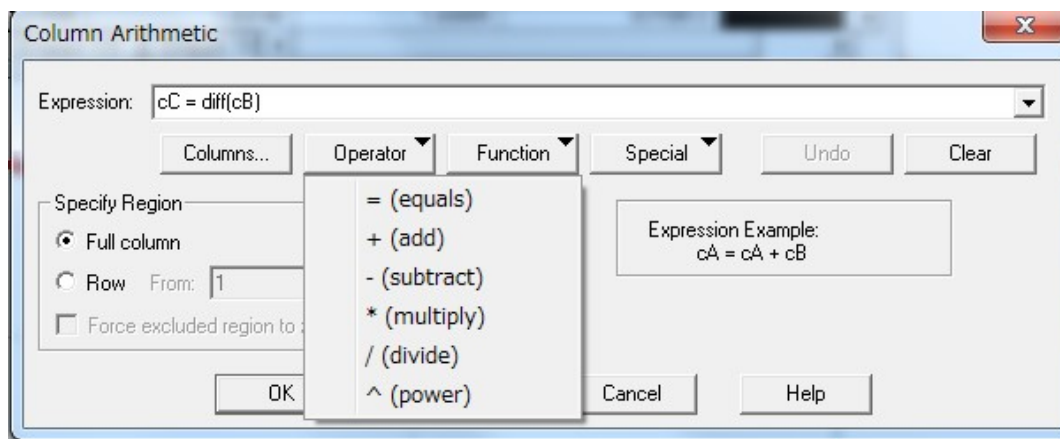 Column Arithmetic
Expression: cC = diff(cB)
Columns... Operator Function Special Undo Clear
Specify Region
Full column
Row From: 1
Force excluded region to
= (equals)
+ (add)
- (subtract)
* (multiply)
/ (divide)
^ (power)
Expression Example:
cA = cA + cB
OK Cancel Help